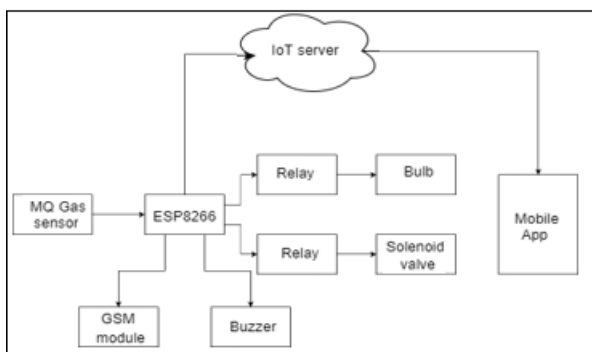 IoT server
Relay
Bulb
MQ Gas
sensor
ESP8266
Mobile
App
Relay
Solenoid
valve
GSM
module
Buzzer